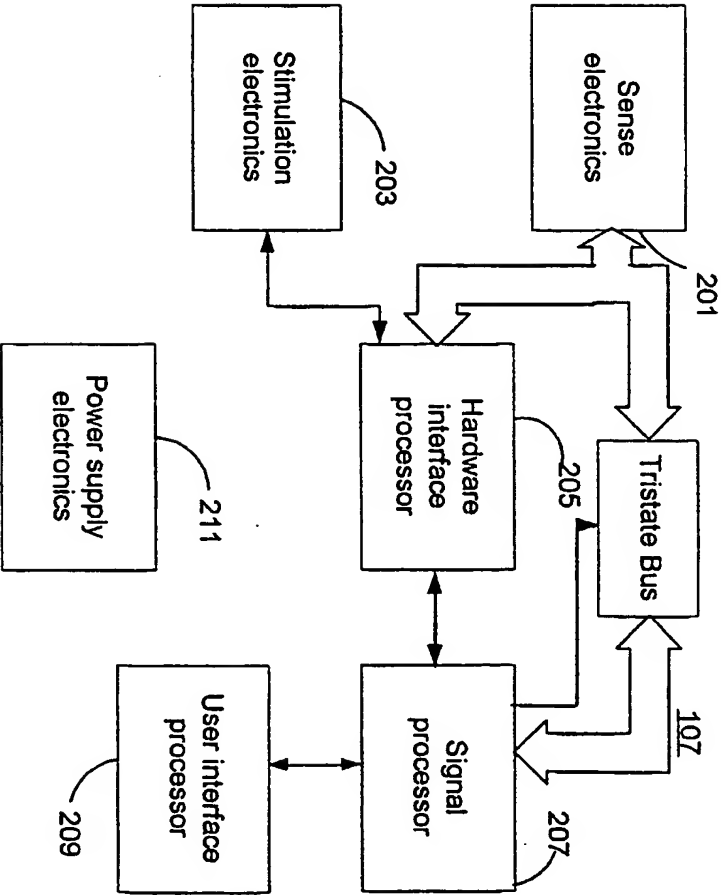 Sense
electronics
201
Stimulation
electronics
203
Tristate Bus
Hardware
interface
processor
205
Power supply
electronics
211
107
Signal
processor
207
User interface
processor
209